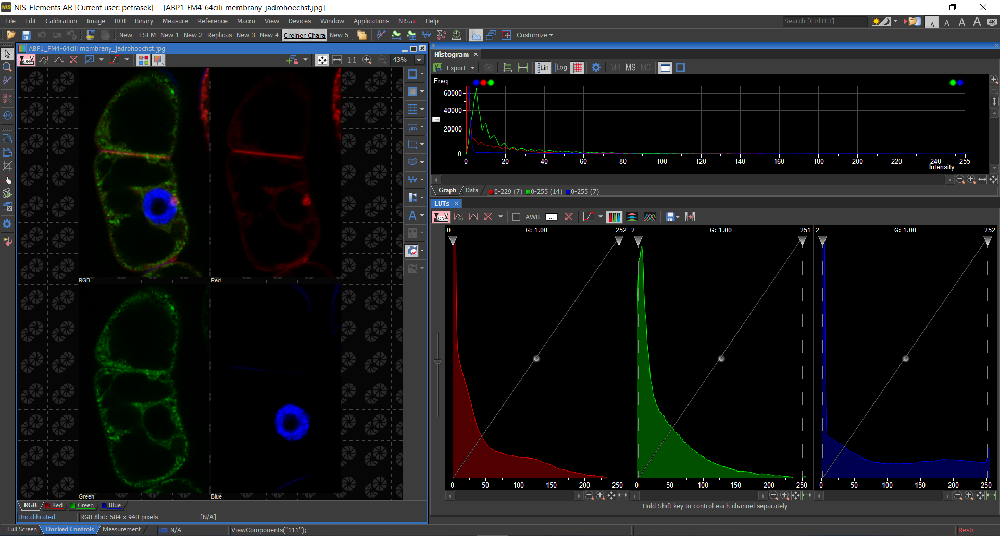 NIS-Elements AR [Current user: petrasek]  - [ABP1_FM4-64cili membrany_jadrohoechst.jpg]
File Edit Calibration Image ROI Binary Measure Reference Macro View Devices Window Applications NIS.ai Help
Search [Ctrl+F3]
A A A A 4K
New ESEM New 1 New 2 Replicas New 3 New 4 Greiner Chara New 5 Customize
ABP1_FM4-64cili membrany_jadrohoechst.jpg
ON 1:1 43%
RGB Red
Green Blue
RGB Red Green Blue
Uncalibrated RGB 8bit: 584 x 940 pixels [N/A]
Histogram
Export ND Lin Log MR MS MC
Freq.
60000
40000
20000
0
0 20 40 60 80 100 120 140 160 180 200 220 240 255
Intensity
Graph Data 0-229 (7) 0-255 (14) 0-255 (7)
LUTs
ON AWB ...
0 G: 1.00 252 2 G: 1.00 251 2 G: 1.00 252
0 50 100 150 200 250 0 50 100 150 200 250 0 50 100 150 200 250
Hold Shift key to control each channel separately
Full Screen Docked Controls Measurement N/A ViewComponents("111"); Restr